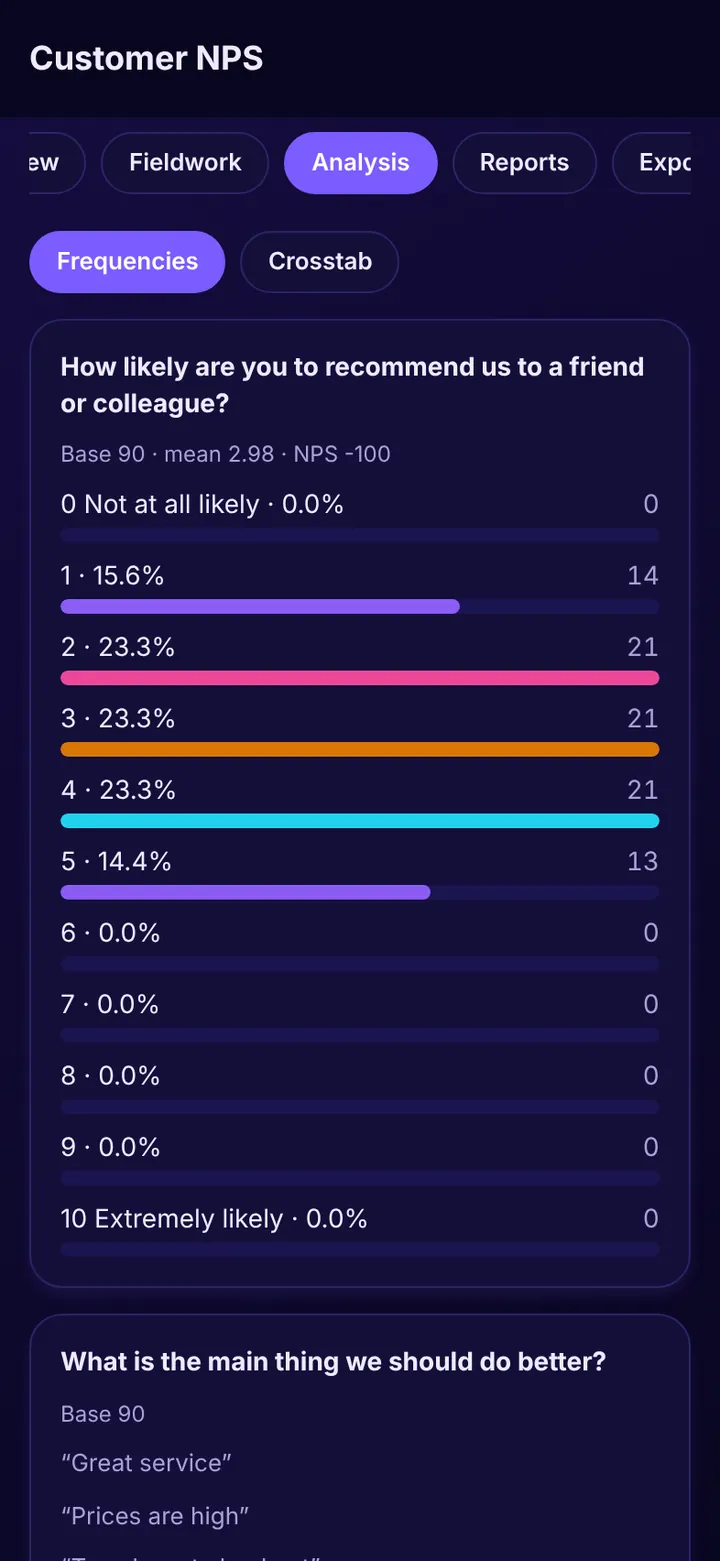 Customer NPS
ew Fieldwork Analysis Reports Expo
Frequencies Crosstab
How likely are you to recommend us to a friend
or colleague?
Base 90 · mean 2.98 · NPS -100
0 Not at all likely · 0.0% 0
1 · 15.6% 14
2 · 23.3% 21
3 · 23.3% 21
4 · 23.3% 21
5 · 14.4% 13
6 · 0.0% 0
7 · 0.0% 0
8 · 0.0% 0
9 · 0.0% 0
10 Extremely likely · 0.0% 0
What is the main thing we should do better?
Base 90
“Great service”
“Prices are high”